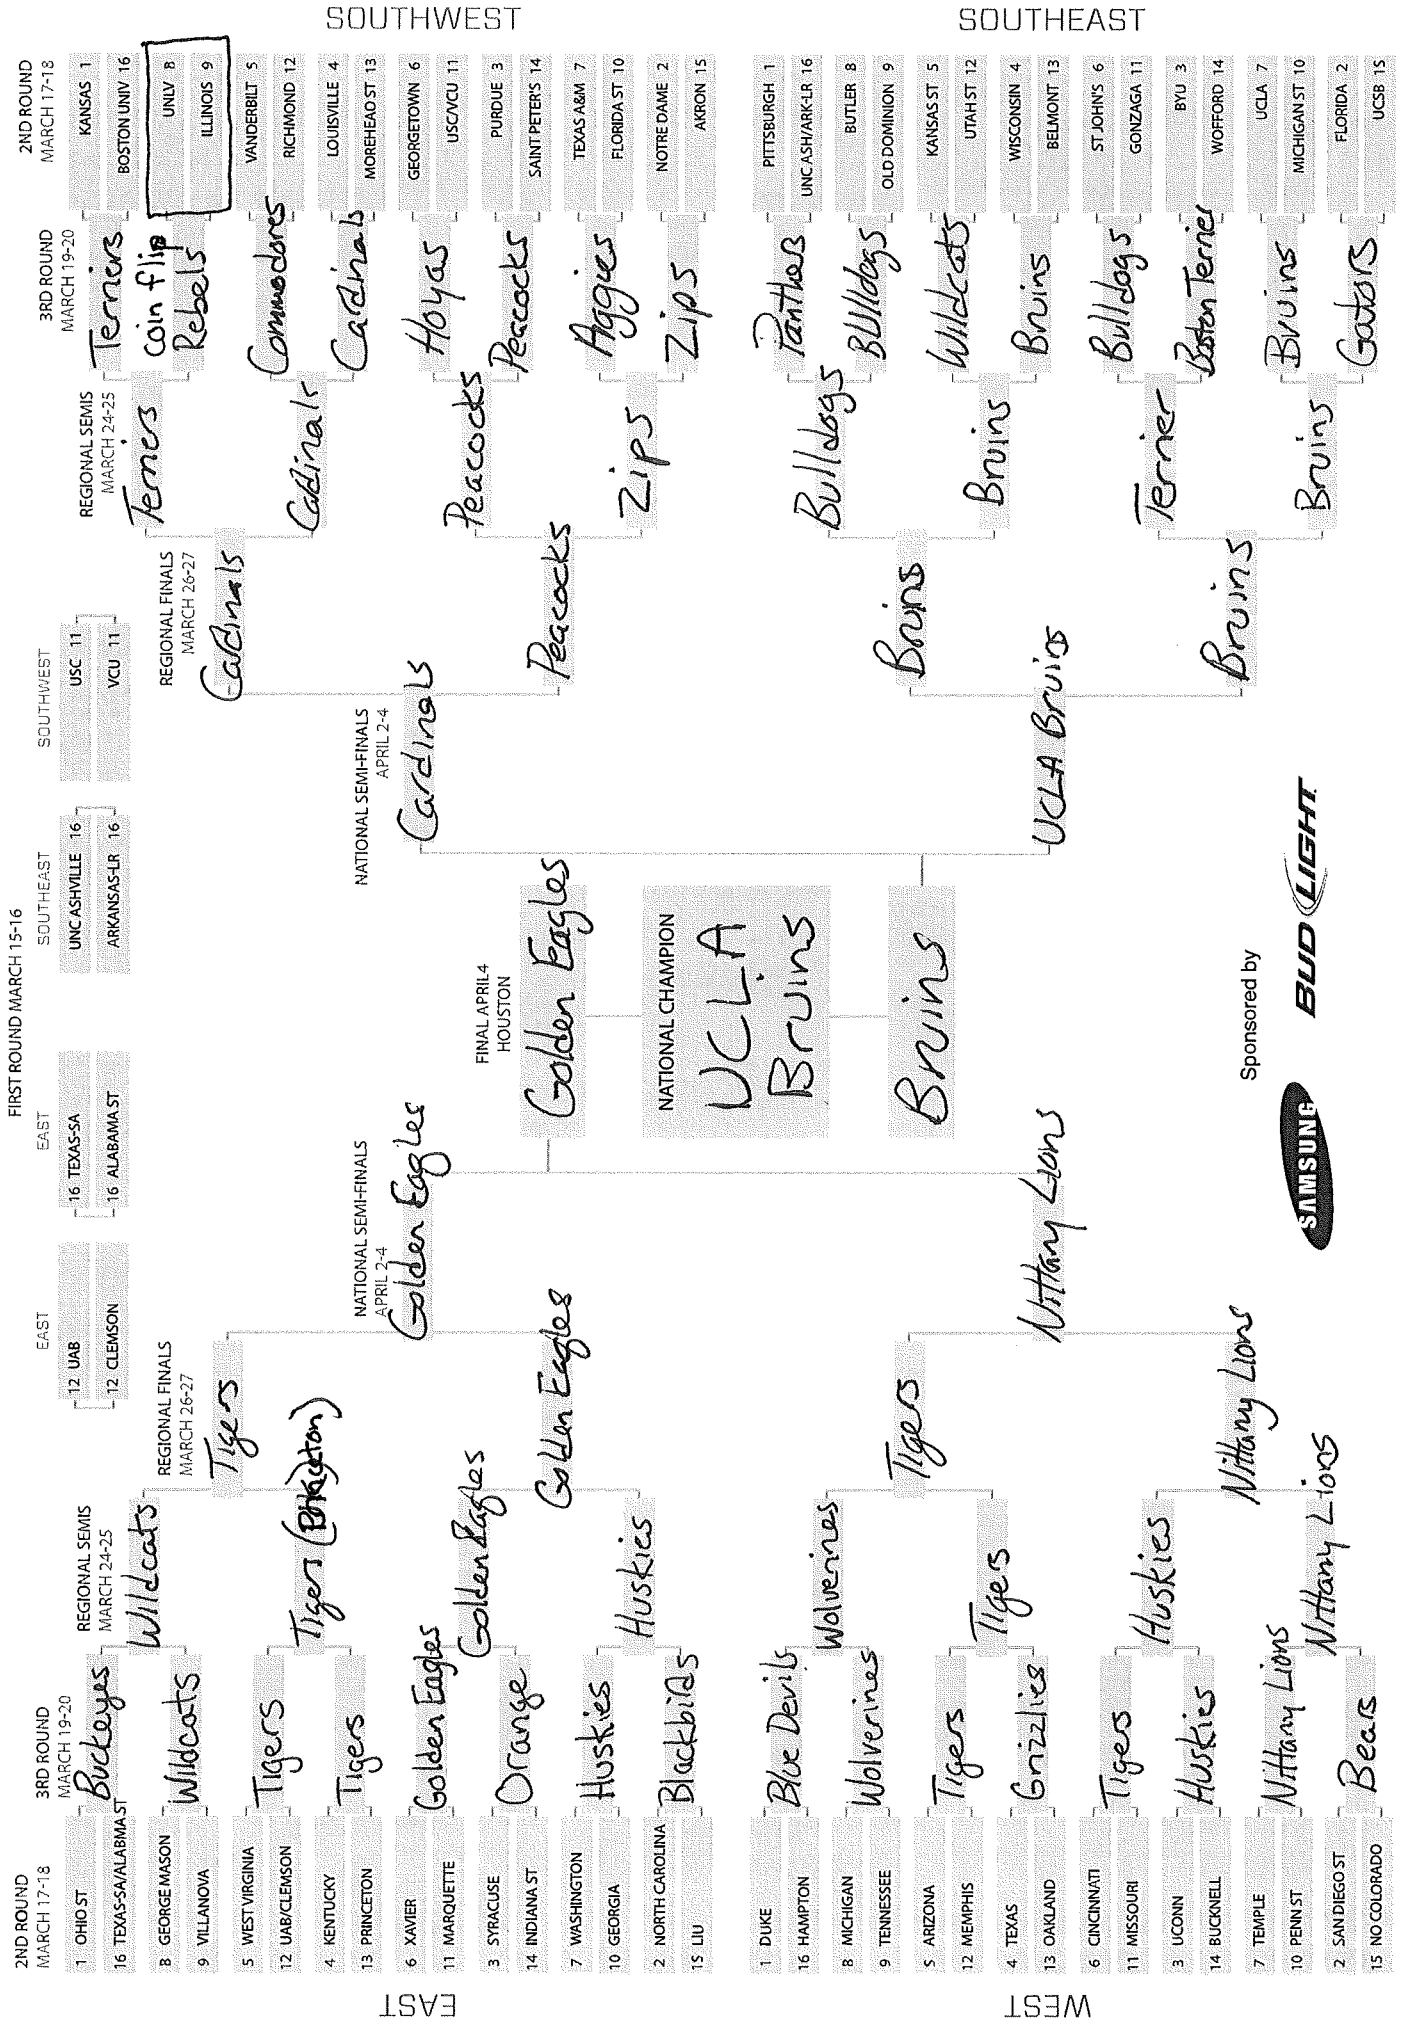 FIRST ROUND MARCH 15-16
EAST
12 UAB
12 CLEMSON
EAST
16 TEXAS-SA
16 ALABAMA ST
SOUTHEAST
UNC ASHVILLE 16
ARKANSAS-LR 16
SOUTHWEST
USC 11
VCU 11
2ND ROUND
MARCH 17-18
3RD ROUND
MARCH 19-20
REGIONAL SEMIS
MARCH 24-25
REGIONAL FINALS
MARCH 26-27
NATIONAL SEMI-FINALS
APRIL 2-4
EAST
1 OHIO ST
16 TEXAS-SA/ALABMA ST
8 GEORGE MASON
9 VILLANOVA
5 WEST VIRGINIA
12 UAB/CLEMSON
4 KENTUCKY
13 PRINCETON
6 XAVIER
11 MARQUETTE
3 SYRACUSE
14 INDIANA ST
7 WASHINGTON
10 GEORGIA
2 NORTH CAROLINA
15 LIU
Buckeyes
Wildcats
Tigers
Tigers
Golden Eagles
Orange
Huskies
Blackbirds
Wildcats
Tigers
Golden Eagles
Huskies
Tigers
Golden Eagles
Golden Eagles
WEST
1 DUKE
16 HAMPTON
8 MICHIGAN
9 TENNESSEE
5 ARIZONA
12 MEMPHIS
4 TEXAS
13 OAKLAND
6 CINCINNATI
11 MISSOURI
3 UCONN
14 BUCKNELL
7 TEMPLE
10 PENN ST
2 SAN DIEGO ST
15 NO COLORADO
Blue Devils
Wolverines
Tigers
Grizzlies
Tigers
Huskies
Nittany Lions
Bears
Wolverines
Tigers
Huskies
Nittany Lions
Tigers
Nittany Lions
Nittany Lions
FINAL APRIL4
HOUSTON
Golden Eagles
NATIONAL CHAMPION
UCLA
Bruins
Bruins
2ND ROUND
MARCH 17-18
3RD ROUND
MARCH 19-20
REGIONAL SEMIS
MARCH 24-25
REGIONAL FINALS
MARCH 26-27
NATIONAL SEMI-FINALS
APRIL 2-4
SOUTHWEST
KANSAS 1
BOSTON UNIV 16
UNLV 8
ILLINOIS 9
VANDERBILT 5
RICHMOND 12
LOUISVILLE 4
MOREHEAD ST 13
GEORGETOWN 6
USC/VCU 11
PURDUE 3
SAINT PETER'S 14
TEXAS A&M 7
FLORIDA ST 10
NOTRE DAME 2
AKRON 15
Terriers
coin flip
Rebels
Commodores
Cardinals
Hoyas
Peacocks
Aggies
Zips
Terriers
Cardinals
Peacocks
Zips
Cardinals
Peacocks
Cardinals
SOUTHEAST
PITTSBURGH 1
UNC ASH/ARK-LR 16
BUTLER 8
OLD DOMINION 9
KANSAS ST 5
UTAH ST 12
WISCONSIN 4
BELMONT 13
ST JOHN'S 6
GONZAGA 11
BYU 3
WOFFORD 14
UCLA 7
MICHIGAN ST 10
FLORIDA 2
UCSB 15
Panthers
Bulldogs
Wildcats
Bruins
Bulldogs
Boston Terrier
Bruins
Gators
Bulldogs
Bruins
Terrier
Bruins
Bruins
Bruins
UCLA Bruins
Sponsored by
SAMSUNG
BUD LIGHT